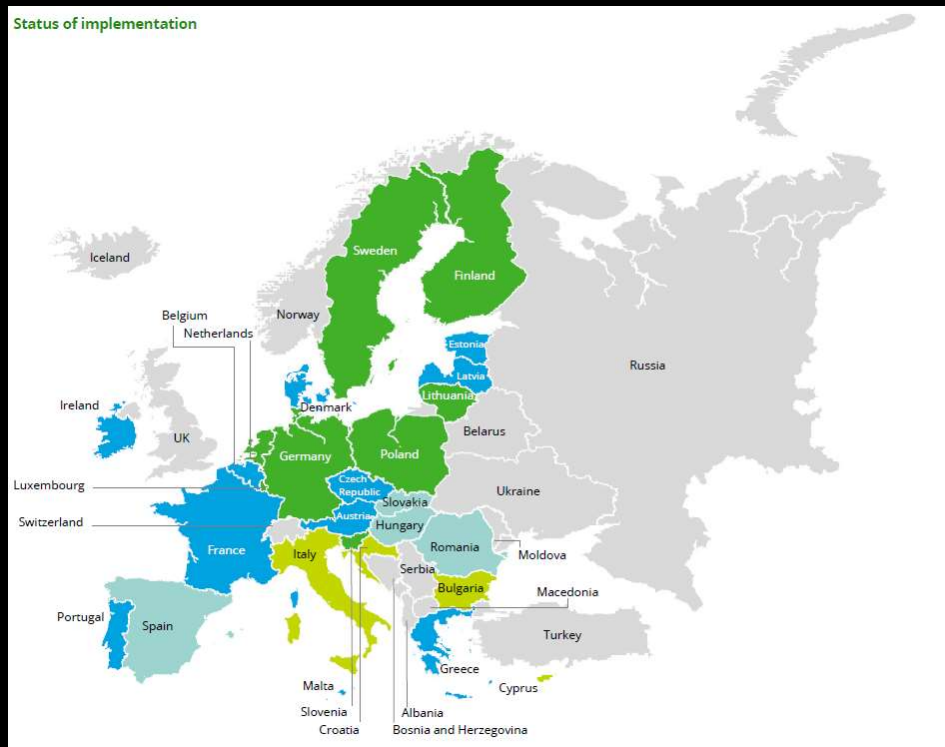 Status of implementation
Iceland
Sweden
Finland
Norway
Belgium
Netherlands
Estonia
Russia
Latvia
Lithuania
Ireland
Denmark
UK
Belarus
Germany
Poland
Luxembourg
Czech
Republic
Ukraine
Slovakia
Switzerland
Austria
Hungary
France
Italy
Romania
Moldova
Serbia
Bulgaria
Macedonia
Portugal
Spain
Turkey
Greece
Malta
Cyprus
Slovenia
Albania
Croatia
Bosnia and Herzegovina